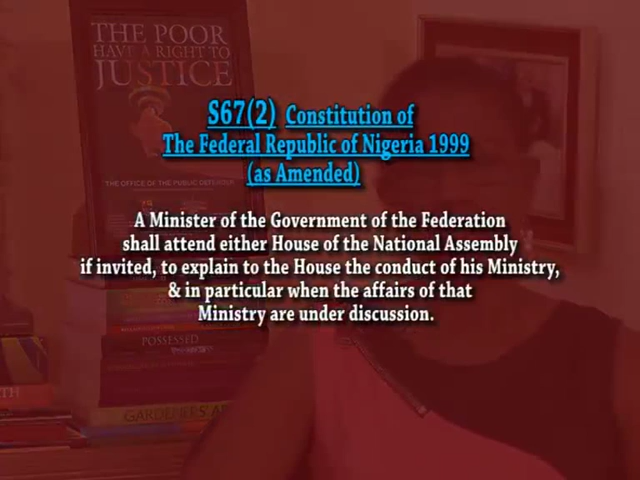 THE POOR
HAVE A RIGHT TO
JUSTICE
THE OFFICE OF THE PUBLIC DEFENDER
S67(2) Constitution of
The Federal Republic of Nigeria 1999
(as Amended)
A Minister of the Government of the Federation
shall attend either House of the National Assembly
if invited, to explain to the House the conduct of his Ministry,
& in particular when the affairs of that
Ministry are under discussion.
POSSESSED
GARDENERS'